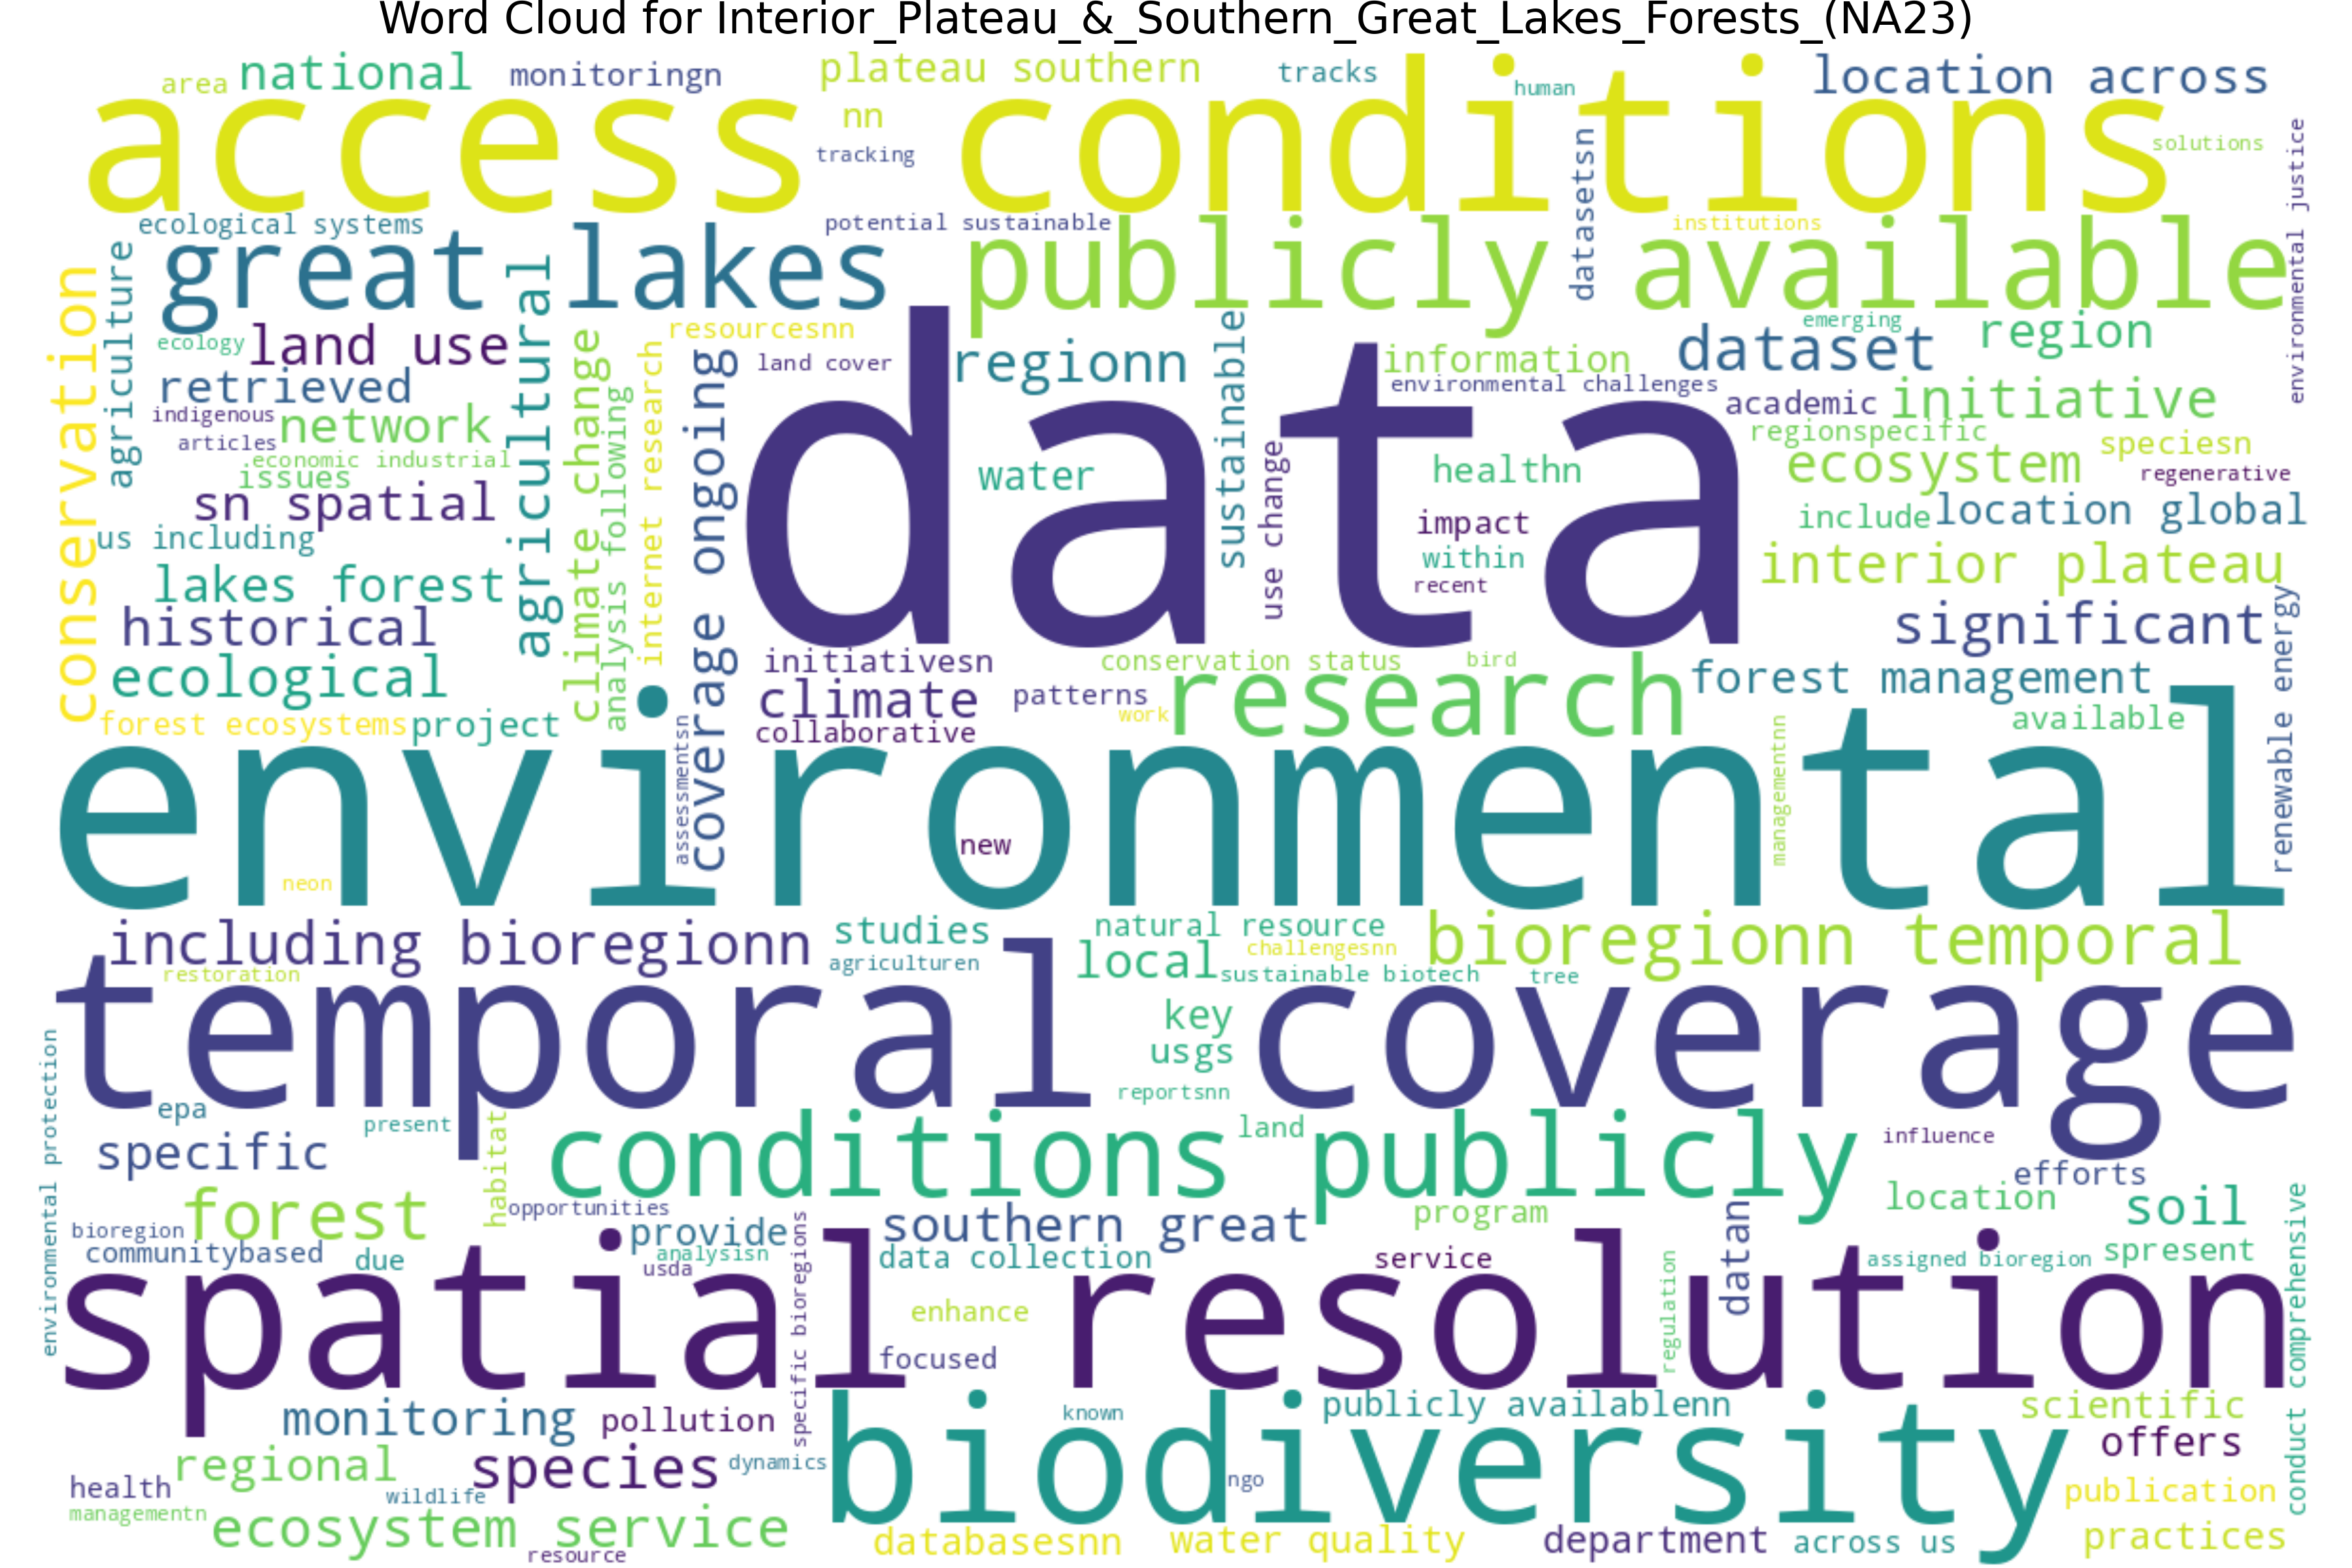 Word Cloud for Interior_Plateau_&_Southern_Great_Lakes_Forests_(NA23)
area
national
monitoringn
plateau southern
tracks
human
location across
access conditions
nn
tracking
datasetsn
solutions
environmental justice
ecological systems
potential sustainable
institutions
great lakes
publicly available
conservation
agriculture
agricultural
ecology
land use
resourcesnn
land cover
regionn
sustainable
information
dataset
emerging
region
retrieved
climate change
internet research
coverage ongoing
data
environmental challenges
academic
initiative
indigenous
network
articles
analysis following
regionspecific
speciesn
economic industrial
issues
water
use change
healthn
ecosystem
regenerative
sn spatial
impact
include
location global
us including
within
interior plateau
lakes forest
recent
historical
significant
renewable energy
ecological
initiativesn
conservation status
bird
forest management
climate
patterns
research
work
forest ecosystems
project
collaborative
available
assessmentsn
managementnn
environmental
new
neon
including bioregionn
studies
natural resource
local
challengesnn
bioregionn temporal
restoration
agriculturen
sustainable biotech
tree
temporal coverage
key
usgs
reportsnn
environmental protection
epa
present
habitat
specific
conditions publicly
land
influence
efforts
forest
opportunities
location
soil
bioregion
provide
southern great
program
datan
communitybased
due
analysisn
usda
specific bioregions
data collection
service
regulation
assigned bioregion
spresent
conduct comprehensive
spatial resolution
enhance
focused
monitoring
pollution
known
publicly availablenn
scientific
biodiversity
offers
regional
species
dynamics
ngo
health
wildlife
publication
managementn
ecosystem service
databasesnn
water quality
department
across us
practices
resource